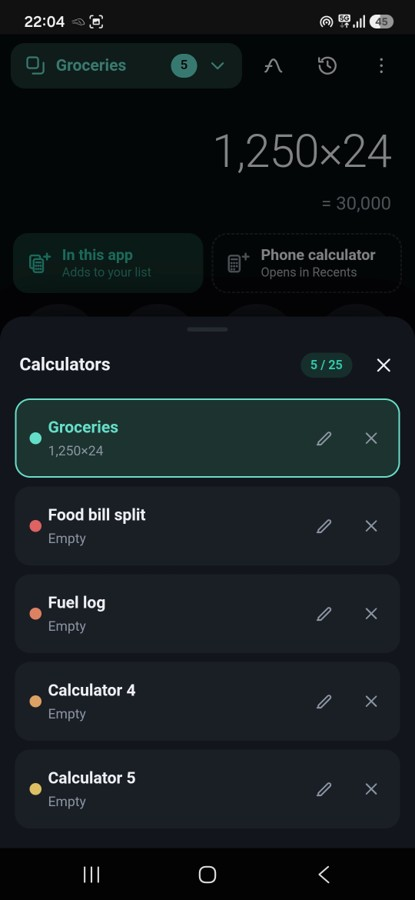 22:04
5G
45
Groceries
5
1,250×24
= 30,000
In this app
Adds to your list
Phone calculator
Opens in Recents
Calculators
5 / 25
Groceries
1,250×24
Food bill split
Empty
Fuel log
Empty
Calculator 4
Empty
Calculator 5
Empty